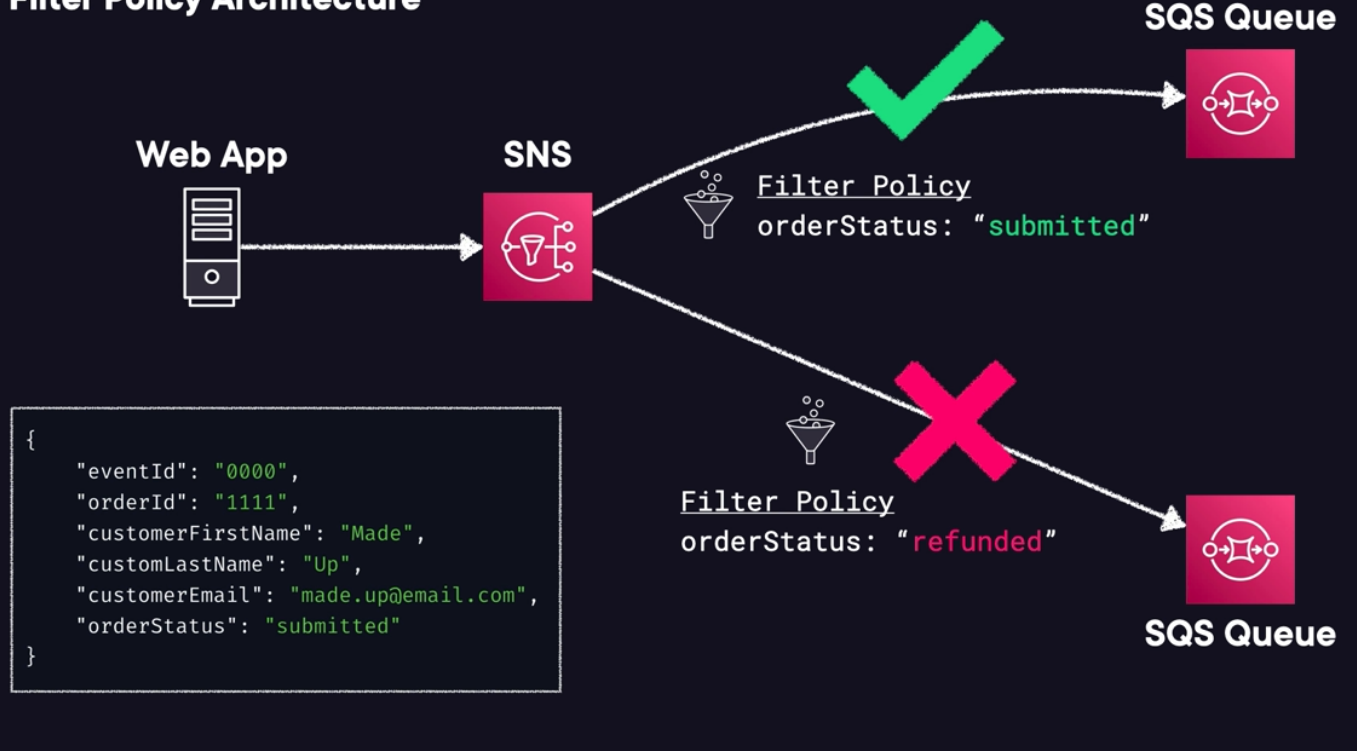 Filter Policy Architecture
SQS Queue
Web App
SNS
Filter Policy
orderStatus: “submitted”
{
"eventId": "0000",
"orderId": "1111",
"customerFirstName": "Made",
"customLastName": "Up",
"customerEmail": "made.up@email.com",
"orderStatus": "submitted"
}
Filter Policy
orderStatus: “refunded”
SQS Queue